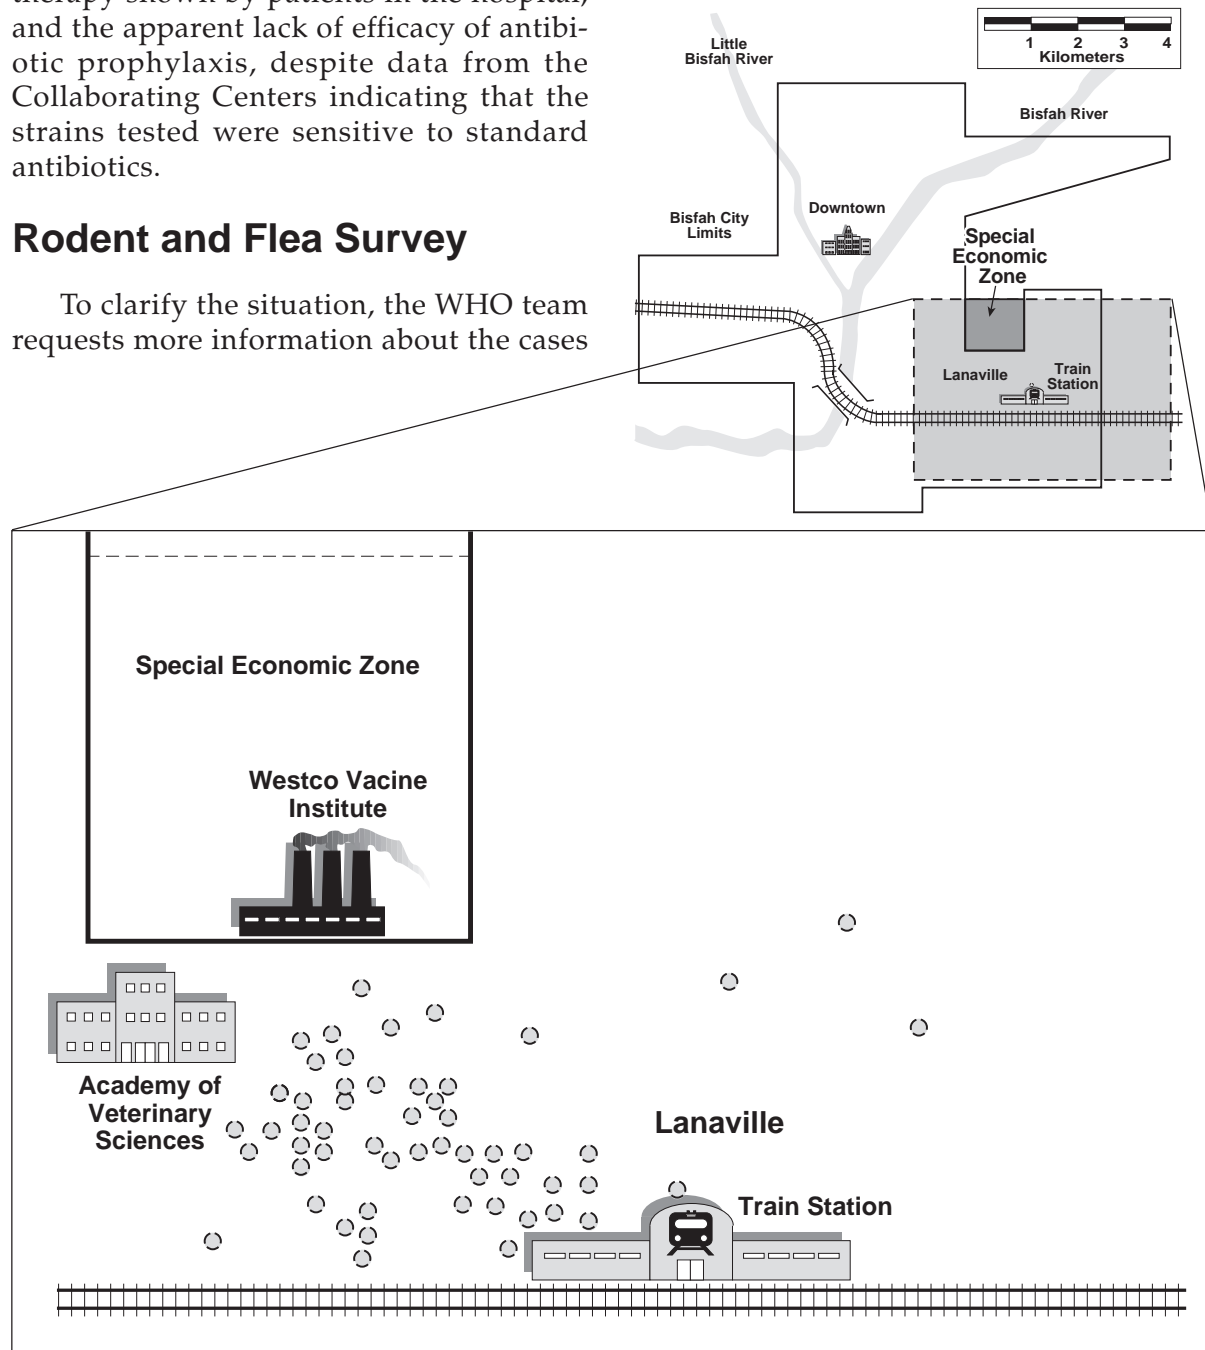 therapy shown by patients in the hospital,
and the apparent lack of efficacy of antibi-
otic prophylaxis, despite data from the
Collaborating Centers indicating that the
strains tested were sensitive to standard
antibiotics.
Rodent and Flea Survey
To clarify the situation, the WHO team
requests more information about the cases
1 2 3 4
Kilometers
Little
Bisfah River
Bisfah River
Downtown
Bisfah City
Limits
Special
Economic
Zone
Lanaville
Train
Station
Special Economic Zone
Westco Vacine
Institute
Academy of
Veterinary
Sciences
Lanaville
Train Station